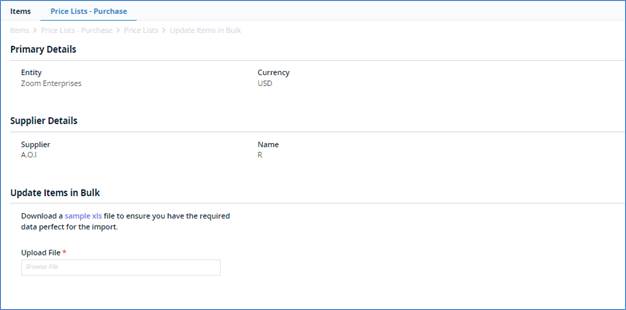 Items Price Lists - Purchase
Items > Price Lists - Purchase > Price Lists > Update Items in Bulk
Primary Details
Entity Currency
Zoom Enterprises USD
Supplier Details
Supplier Name
A.O.I R
Update Items in Bulk
Download a sample xls file to ensure you have the required
data perfect for the import.
Upload File *
Browse File